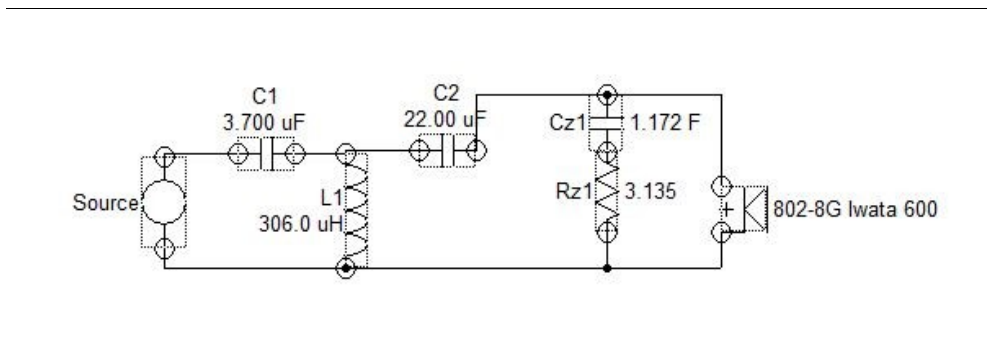 C1
3.700 uF
C2
22.00 uF
Cz1
1.172 F
Source
L1
306.0 uH
Rz1
3.135
+
802-8G Iwata 600